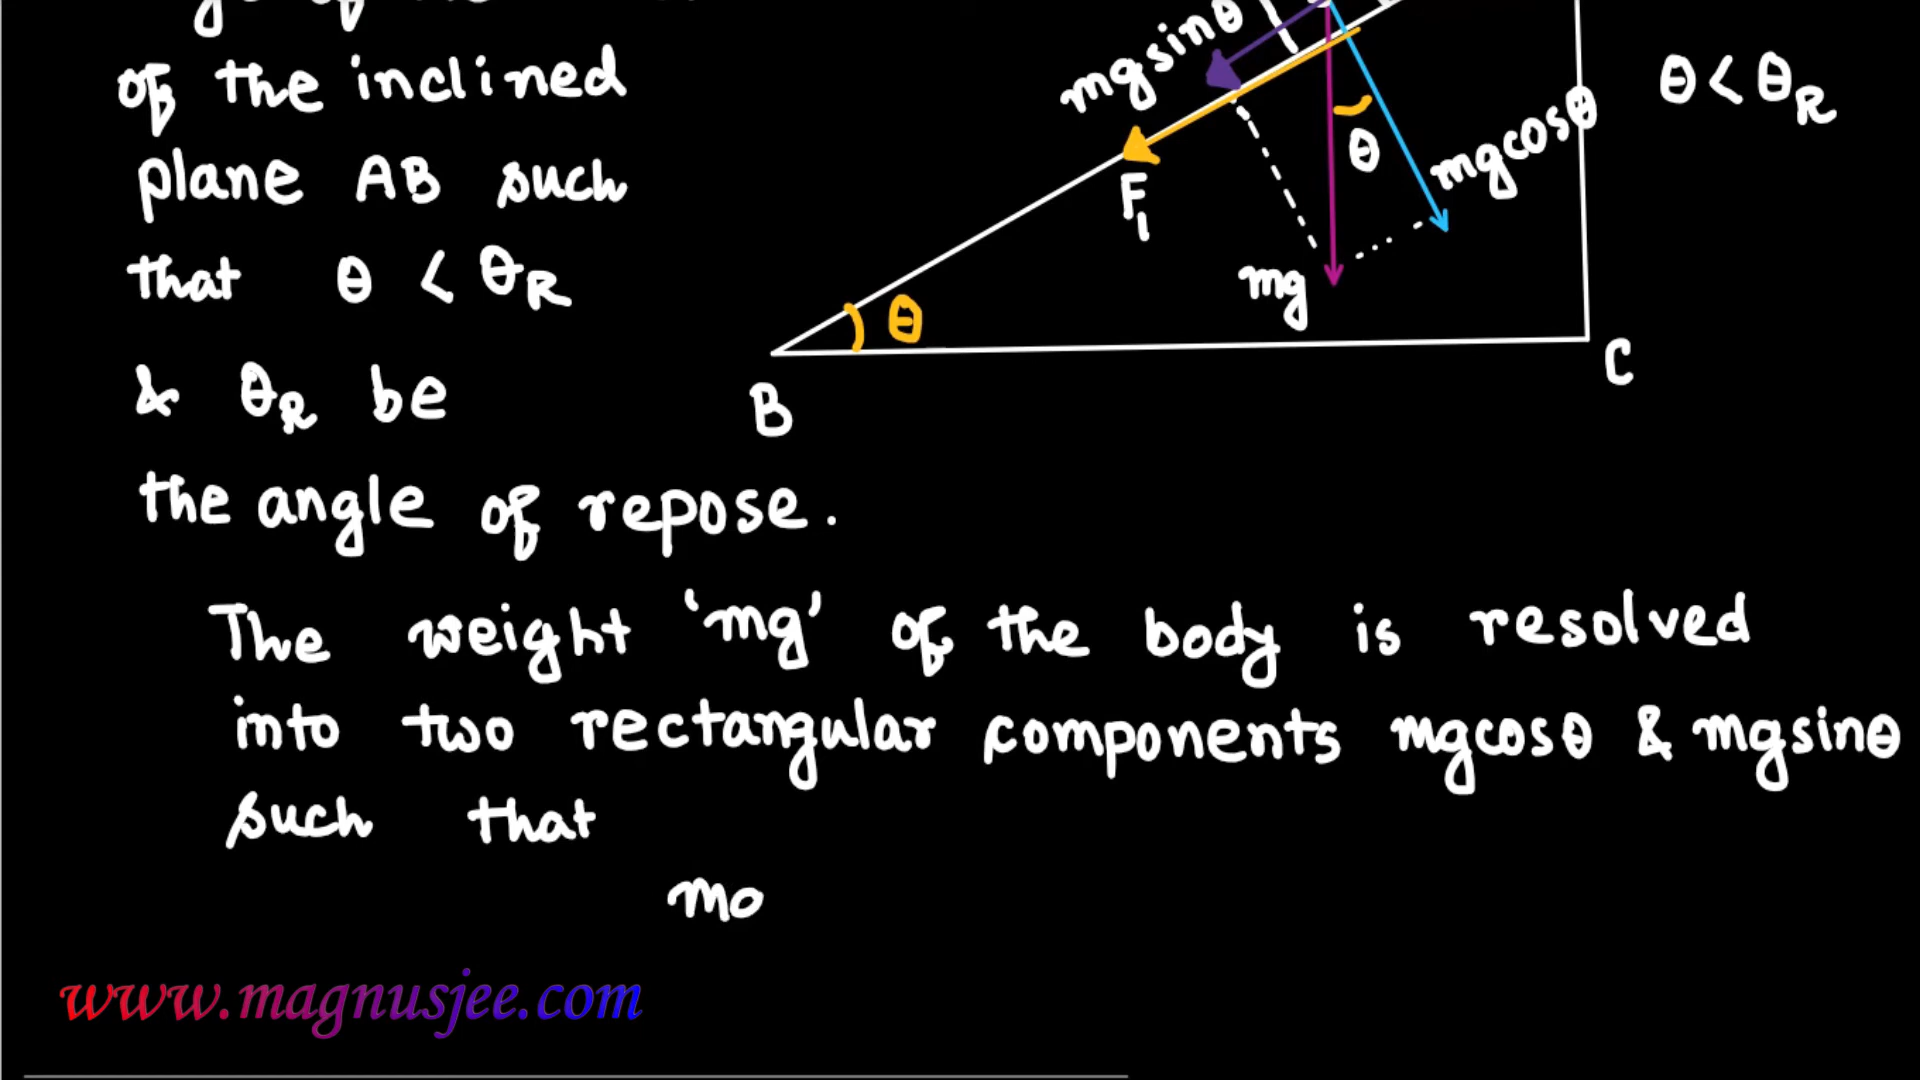 of the inclined
plane AB such
that θ < θR
& θR be
the angle of repose.
mgsinθ
F1
θ
mgcosθ
θ < θR
mg
θ
B
C
The weight 'mg' of the body is resolved
into two rectangular components mgcosθ & mgsinθ
such that
mo
www.magnusjee.com